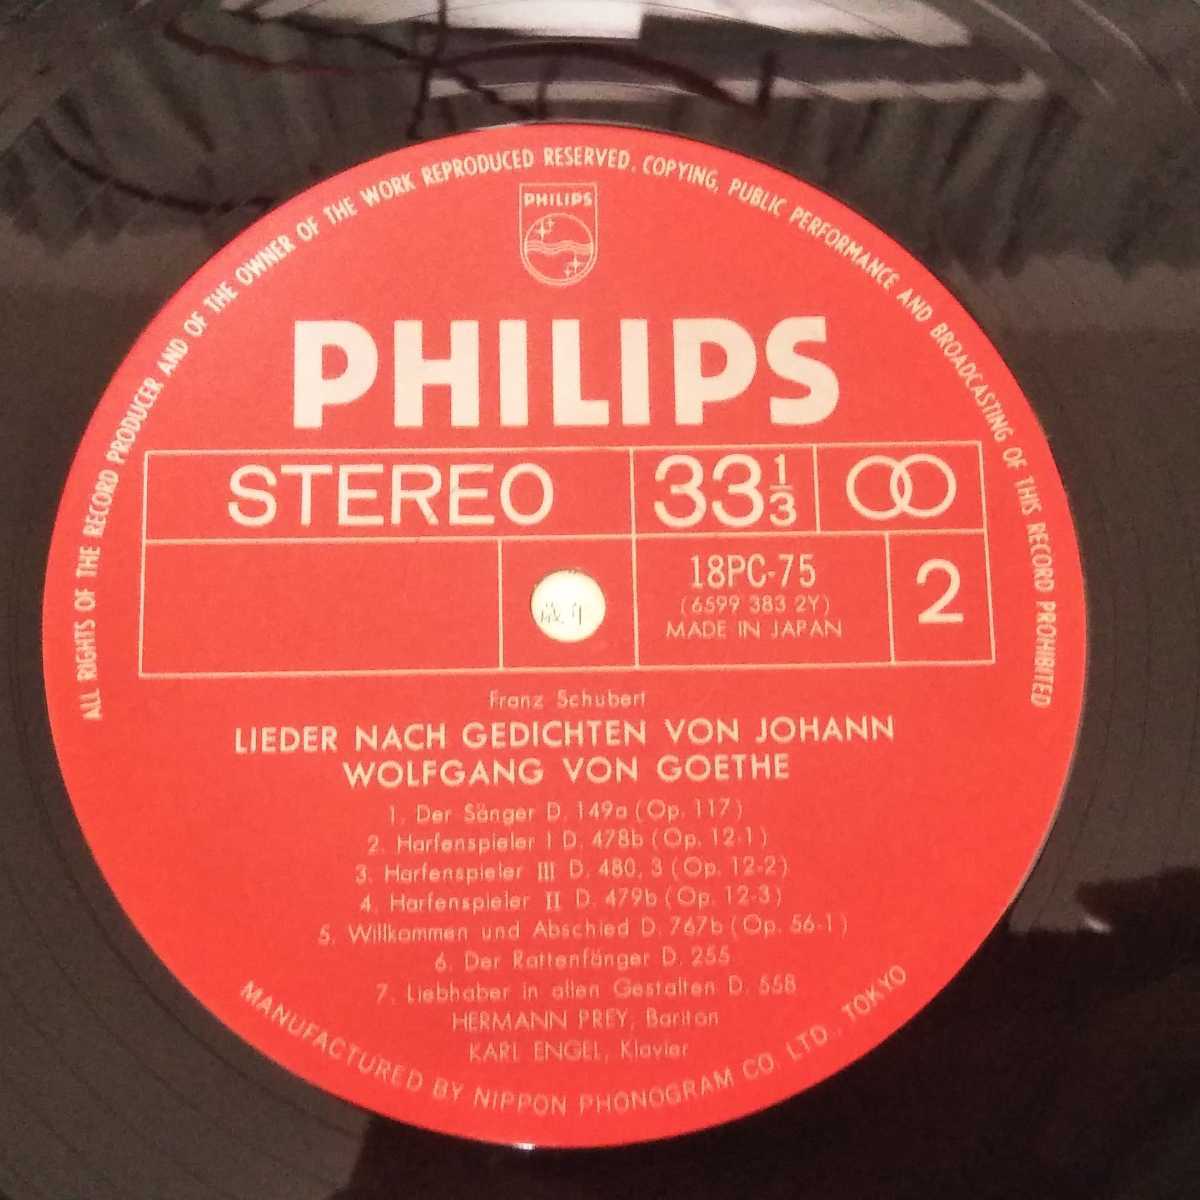 ALL RIGHTS OF THE RECORD PRODUCER AND OF THE OWNER OF THE WORK REPRODUCED RESERVED. COPYING, PUBLIC PERFORMANCE AND BROADCASTING OF THIS RECORD PROHIBITED
PHILIPS
PHILIPS
STEREO 33 1/3
18PC-75
(6599 383 2Y)
MADE IN JAPAN
2
Franz Schubert
LIEDER NACH GEDICHTEN VON JOHANN
WOLFGANG VON GOETHE
1. Der Sänger D. 149a (Op. 117)
2. Harfenspieler I D. 478b (Op. 12-1)
3. Harfenspieler III D. 480, 3 (Op. 12-2)
4. Harfenspieler II D. 479b (Op. 12-3)
5. Willkommen und Abschied D. 767b (Op. 56-1)
6. Der Rattenfänger D. 255
7. Liebhaber in allen Gestalten D. 558
HERMANN PREY, Bariton
KARL ENGEL, Klavier
MANUFACTURED BY NIPPON PHONOGRAM CO. LTD., TOKYO